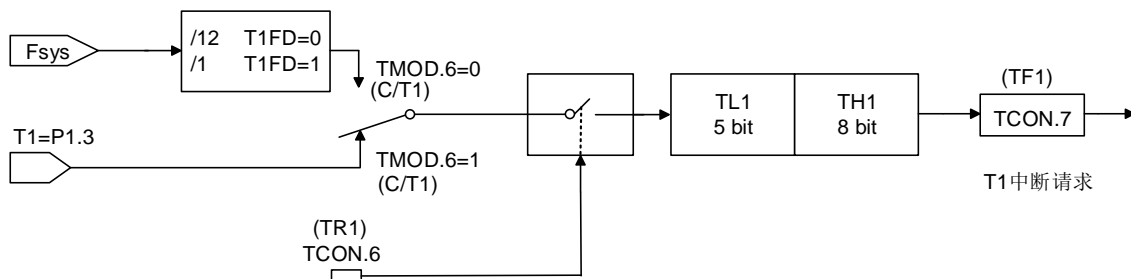 Fsys
/12 T1FD=0
/1 T1FD=1
TMOD.6=0
(C/T1)
T1=P1.3
TMOD.6=1
(C/T1)
(TR1)
TCON.6
TL1
5 bit
TH1
8 bit
(TF1)
TCON.7
T1中断请求